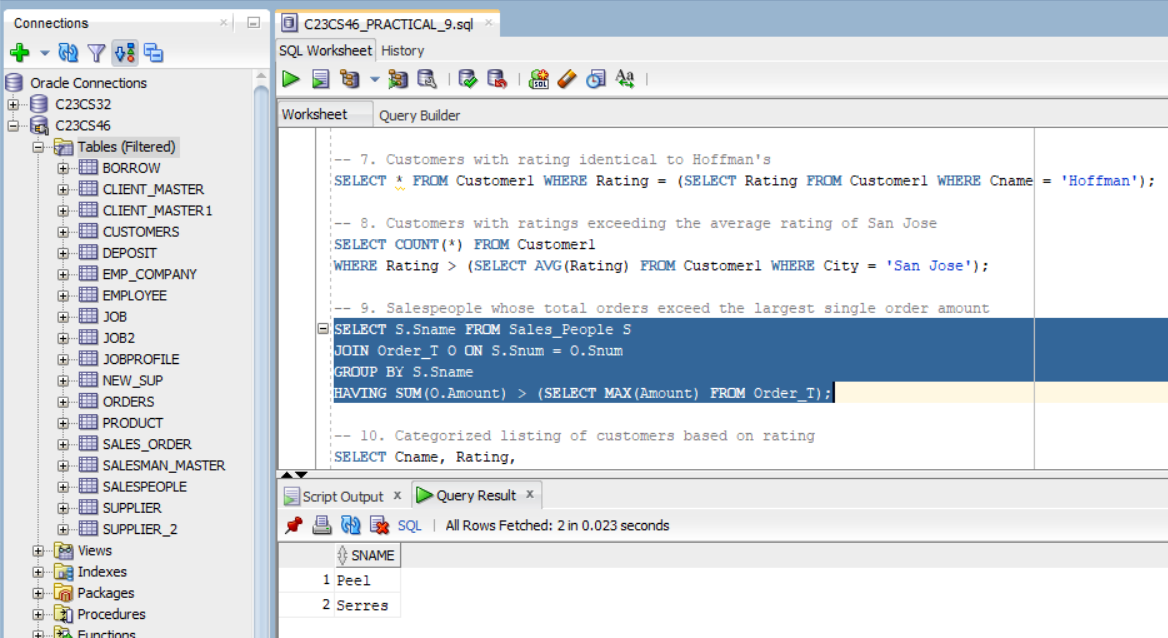 Connections
Oracle Connections
C23CS32
C23CS46
Tables (Filtered)
BORROW
CLIENT_MASTER
CLIENT_MASTER1
CUSTOMERS
DEPOSIT
EMP_COMPANY
EMPLOYEE
JOB
JOB2
JOBPROFILE
NEW_SUP
ORDERS
PRODUCT
SALES_ORDER
SALESMAN_MASTER
SALESPEOPLE
SUPPLIER
SUPPLIER_2
Views
Indexes
Packages
Procedures
Functions
C23CS46_PRACTICAL_9.sql
SQL Worksheet History
Worksheet Query Builder
-- 7. Customers with rating identical to Hoffman's
SELECT * FROM Customer1 WHERE Rating = (SELECT Rating FROM Customer1 WHERE Cname = 'Hoffman');
-- 8. Customers with ratings exceeding the average rating of San Jose
SELECT COUNT(*) FROM Customer1
WHERE Rating > (SELECT AVG(Rating) FROM Customer1 WHERE City = 'San Jose');
-- 9. Salespeople whose total orders exceed the largest single order amount
SELECT S.Sname FROM Sales_People S
JOIN Order_T O ON S.Snum = O.Snum
GROUP BY S.Sname
HAVING SUM(O.Amount) > (SELECT MAX(Amount) FROM Order_T);
-- 10. Categorized listing of customers based on rating
SELECT Cname, Rating,
Script Output x Query Result x
SQL | All Rows Fetched: 2 in 0.023 seconds
SNAME
1 Peel
2 Serres